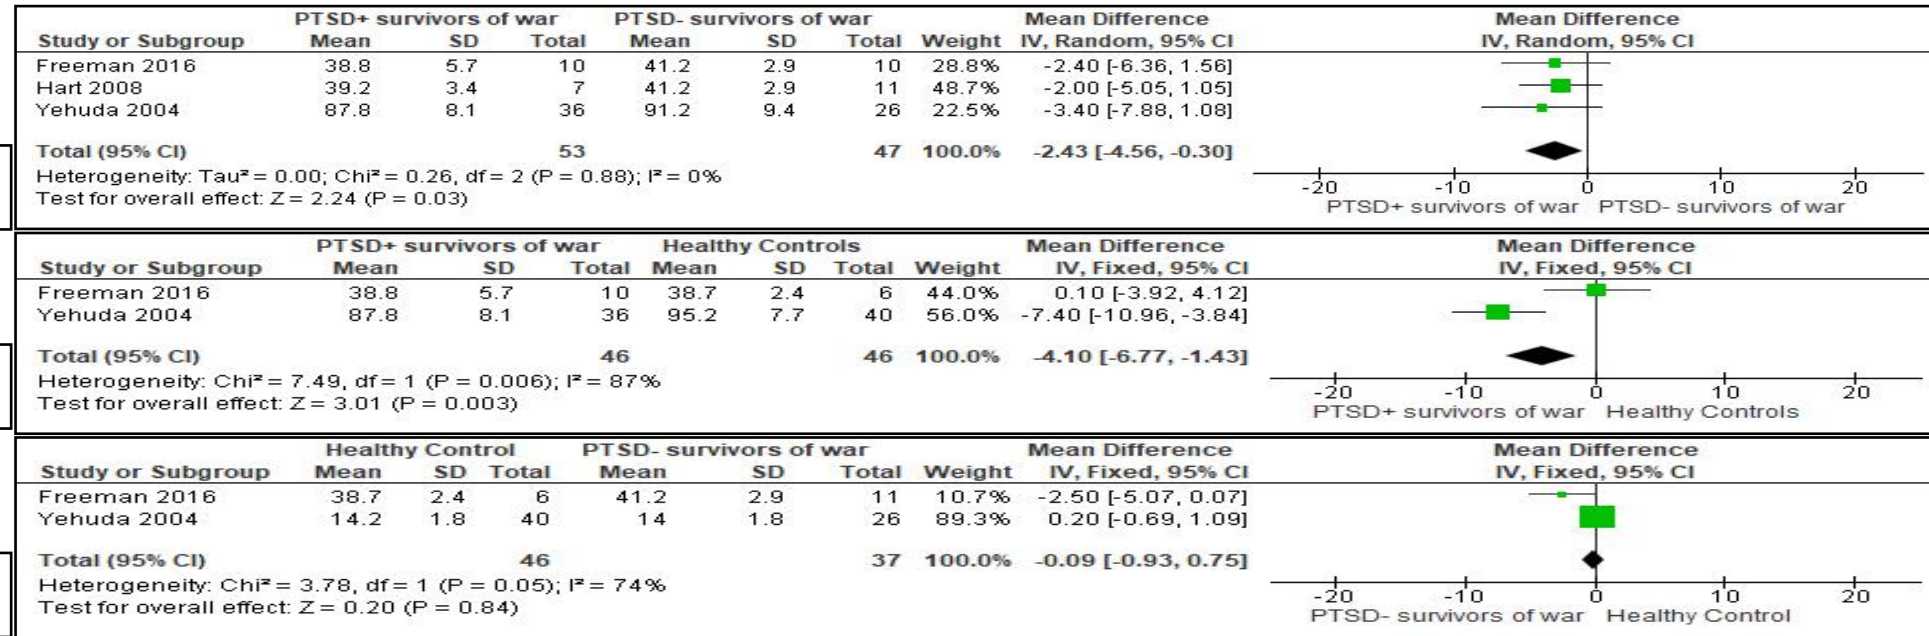 PTSD+ survivors of war PTSD- survivors of war Mean Difference Mean Difference
Study or Subgroup Mean SD Total Mean SD Total Weight IV, Random, 95% CI IV, Random, 95% CI
Freeman 2016 38.8 5.7 10 41.2 2.9 10 28.8% -2.40 [-6.36, 1.56]
Hart 2008 39.2 3.4 7 41.2 2.9 11 48.7% -2.00 [-5.05, 1.05]
Yehuda 2004 87.8 8.1 36 91.2 9.4 26 22.5% -3.40 [-7.88, 1.08]
Total (95% CI) 53 47 100.0% -2.43 [-4.56, -0.30]
Heterogeneity: Tau² = 0.00; Chi² = 0.26, df = 2 (P = 0.88); I² = 0%
Test for overall effect: Z = 2.24 (P = 0.03)
-20 -10 0 10 20
PTSD+ survivors of war PTSD- survivors of war
PTSD+ survivors of war Healthy Controls Mean Difference Mean Difference
Study or Subgroup Mean SD Total Mean SD Total Weight IV, Fixed, 95% CI IV, Fixed, 95% CI
Freeman 2016 38.8 5.7 10 38.7 2.4 6 44.0% 0.10 [-3.92, 4.12]
Yehuda 2004 87.8 8.1 36 95.2 7.7 40 56.0% -7.40 [-10.96, -3.84]
Total (95% CI) 46 46 100.0% -4.10 [-6.77, -1.43]
Heterogeneity: Chi² = 7.49, df = 1 (P = 0.006); I² = 87%
Test for overall effect: Z = 3.01 (P = 0.003)
-20 -10 0 10 20
PTSD+ survivors of war Healthy Controls
Healthy Control PTSD- survivors of war Mean Difference Mean Difference
Study or Subgroup Mean SD Total Mean SD Total Weight IV, Fixed, 95% CI IV, Fixed, 95% CI
Freeman 2016 38.7 2.4 6 41.2 2.9 11 10.7% -2.50 [-5.07, 0.07]
Yehuda 2004 14.2 1.8 40 14 1.8 26 89.3% 0.20 [-0.69, 1.09]
Total (95% CI) 46 37 100.0% -0.09 [-0.93, 0.75]
Heterogeneity: Chi² = 3.78, df = 1 (P = 0.05); I² = 74%
Test for overall effect: Z = 0.20 (P = 0.84)
-20 -10 0 10 20
PTSD- survivors of war Healthy Control